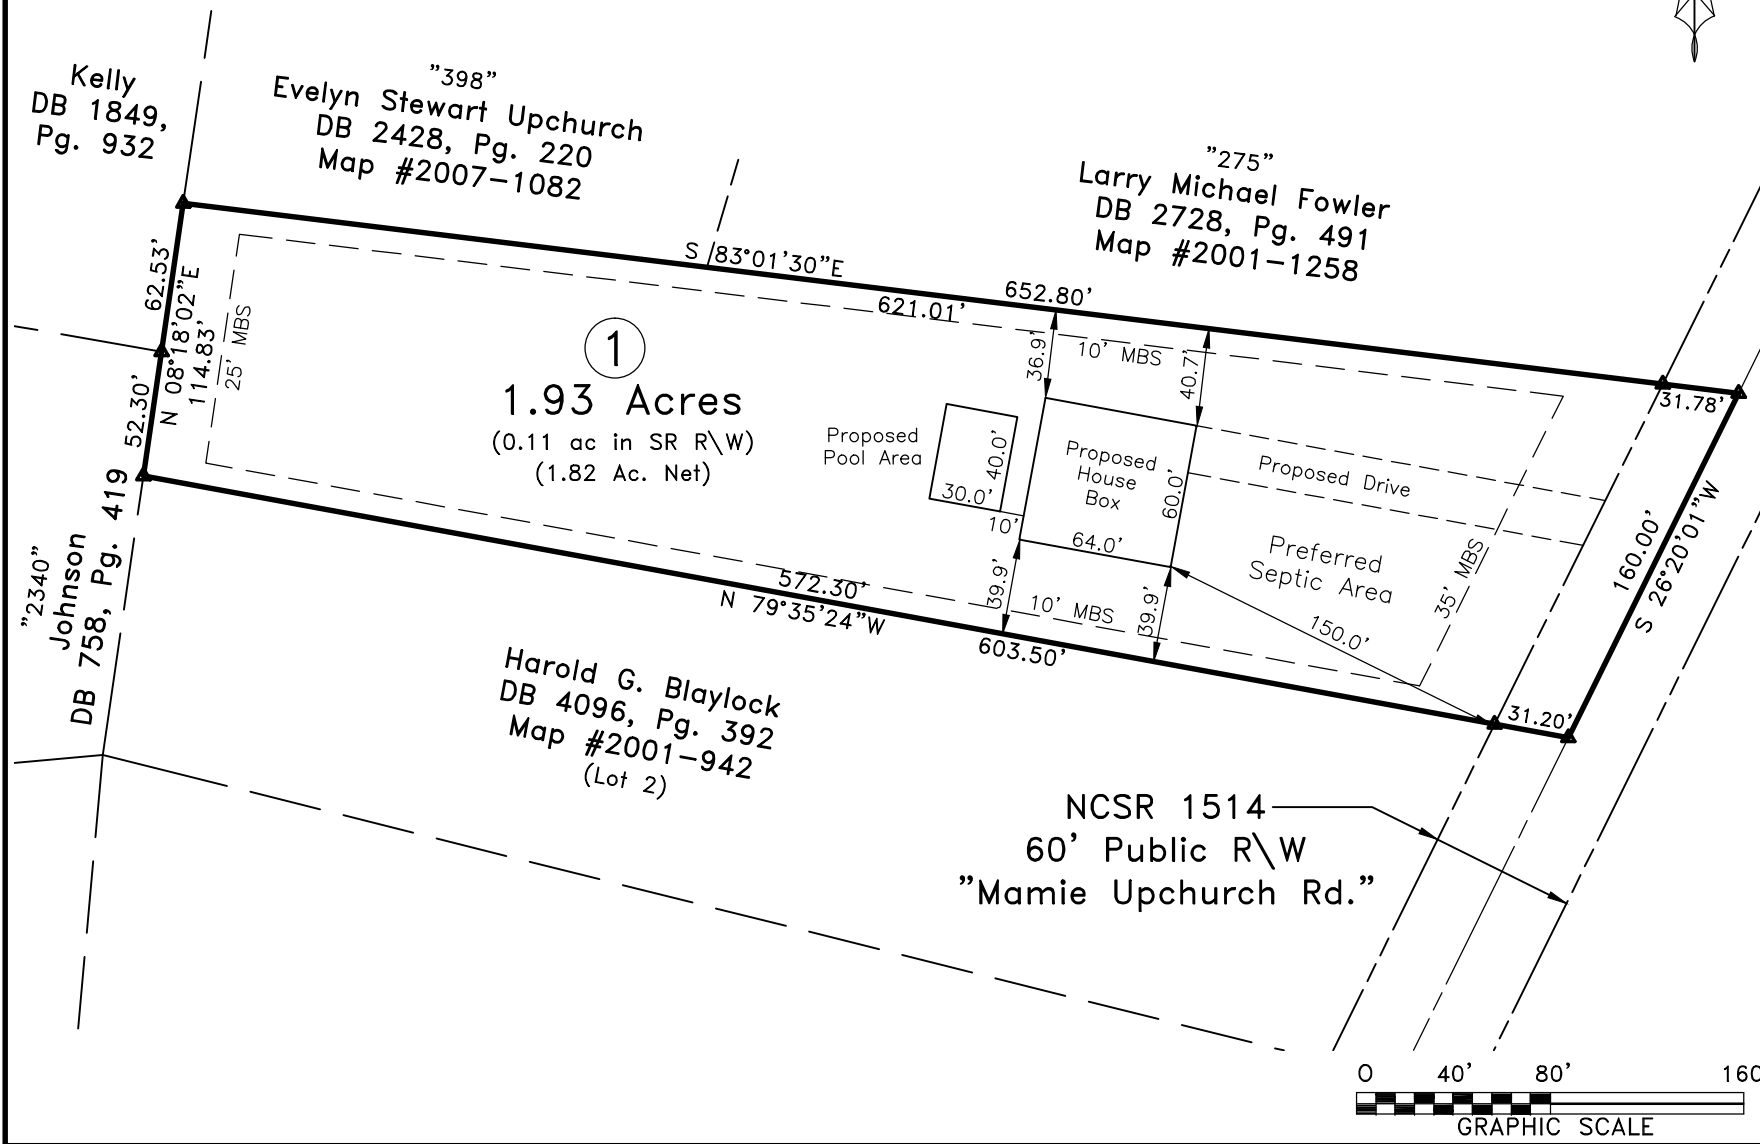 Kelly
DB 1849,
Pg. 932
"398"
Evelyn Stewart Upchurch
DB 2428, Pg. 220
Map #2007-1082
"275"
Larry Michael Fowler
DB 2728, Pg. 491
Map #2001-1258
S 83°01'30"E
652.80'
621.01'
31.78'
62.53'
N 08°18'02"E
114.83'
52.30'
25' MBS
1
1.93 Acres
(0.11 ac in SR R\W)
(1.82 Ac. Net)
36.9'
10' MBS
40.7'
Proposed
Pool Area
40.0'
30.0'
10'
Proposed
House
Box
60.0'
64.0'
Proposed Drive
Preferred
Septic Area
35' MBS
160.00'
S 26°20'01"W
39.9'
10' MBS
39.9'
150.0'
572.30'
N 79°35'24"W
603.50'
31.20'
"2340"
Johnson
DB 758, Pg. 419
Harold G. Blaylock
DB 4096, Pg. 392
Map #2001-942
(Lot 2)
NCSR 1514
60' Public R\W
"Mamie Upchurch Rd."
0 40' 80' 160
GRAPHIC SCALE